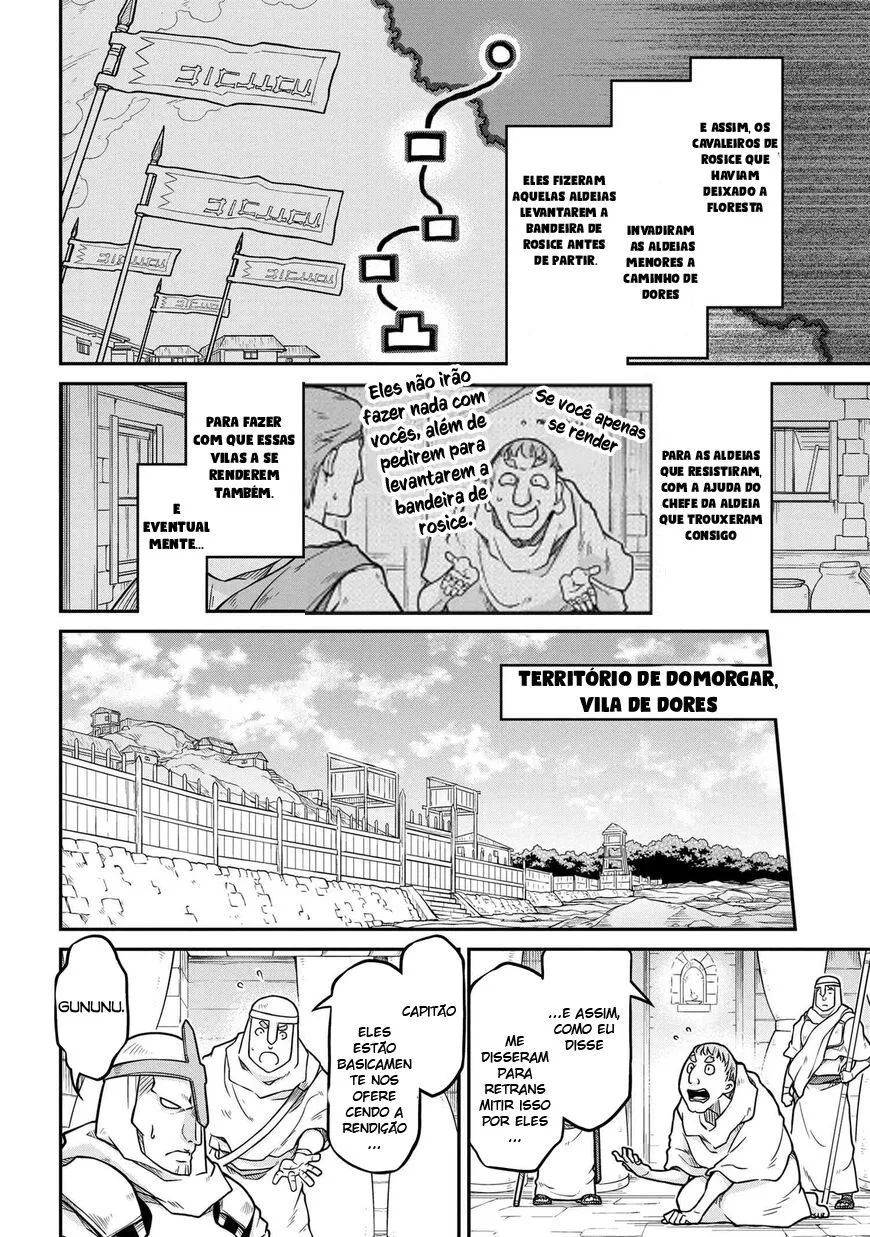 E ASSIM, OS
CAVALEIROS DE
ROSICE QUE
HAVIAM
DEIXADO A
FLORESTA
INVADIRAM
AS ALDEIAS
MENORES A
CAMINHO DE
DORES
ELES FIZERAM
AQUELAS ALDEIAS
LEVANTAREM A
BANDEIRA DE
ROSICE ANTES
DE PARTIR.
PARA AS ALDEIAS
QUE RESISTIRAM,
COM A AJUDA DO
CHEFE DA ALDEIA
QUE TROUXERAM
CONSIGO
Se você apenas
se render
Eles não irão
fazer nada com
vocês, além de
pedirem para
levantarem a
bandeira de
rosice.
PARA FAZER
COM QUE ESSAS
VILAS A SE
RENDEREM
TAMBÉM.
E
EVENTUAL
MENTE...
TERRITÓRIO DE DOMORGAR,
VILA DE DORES
...E ASSIM,
COMO EU
DISSE
ME
DISSERAM
PARA
RETRANS
MITIR ISSO
POR ELES
...
CAPITÃO
ELES
ESTÃO
BASICAMEN
TE NOS
OFERE
CENDO A
RENDIÇÃO
...
GUNUNU.